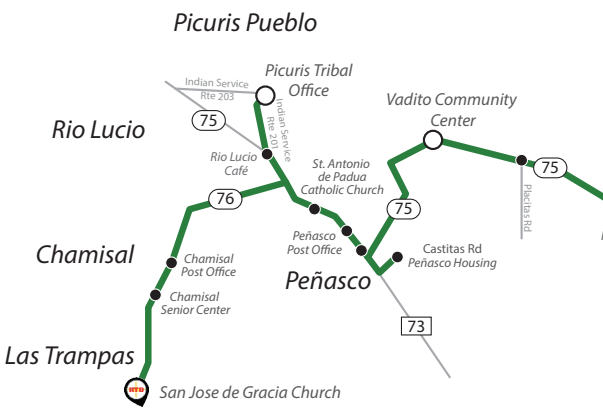 Picuris Pueblo
Picuris Tribal
Office
Indian Service
Rte 203
Indian Service
Rte 201
75
Rio Lucio
Rio Lucio
Café
Vadito Community
Center
St. Antonio
de Padua
Catholic Church
75
Placitas Rd
76
75
Chamisal
Chamisal
Post Office
Peñasco
Post Office
Castitas Rd
Peñasco Housing
Peñasco
Chamisal
Senior Center
73
Las Trampas
RTD
San Jose de Gracia Church